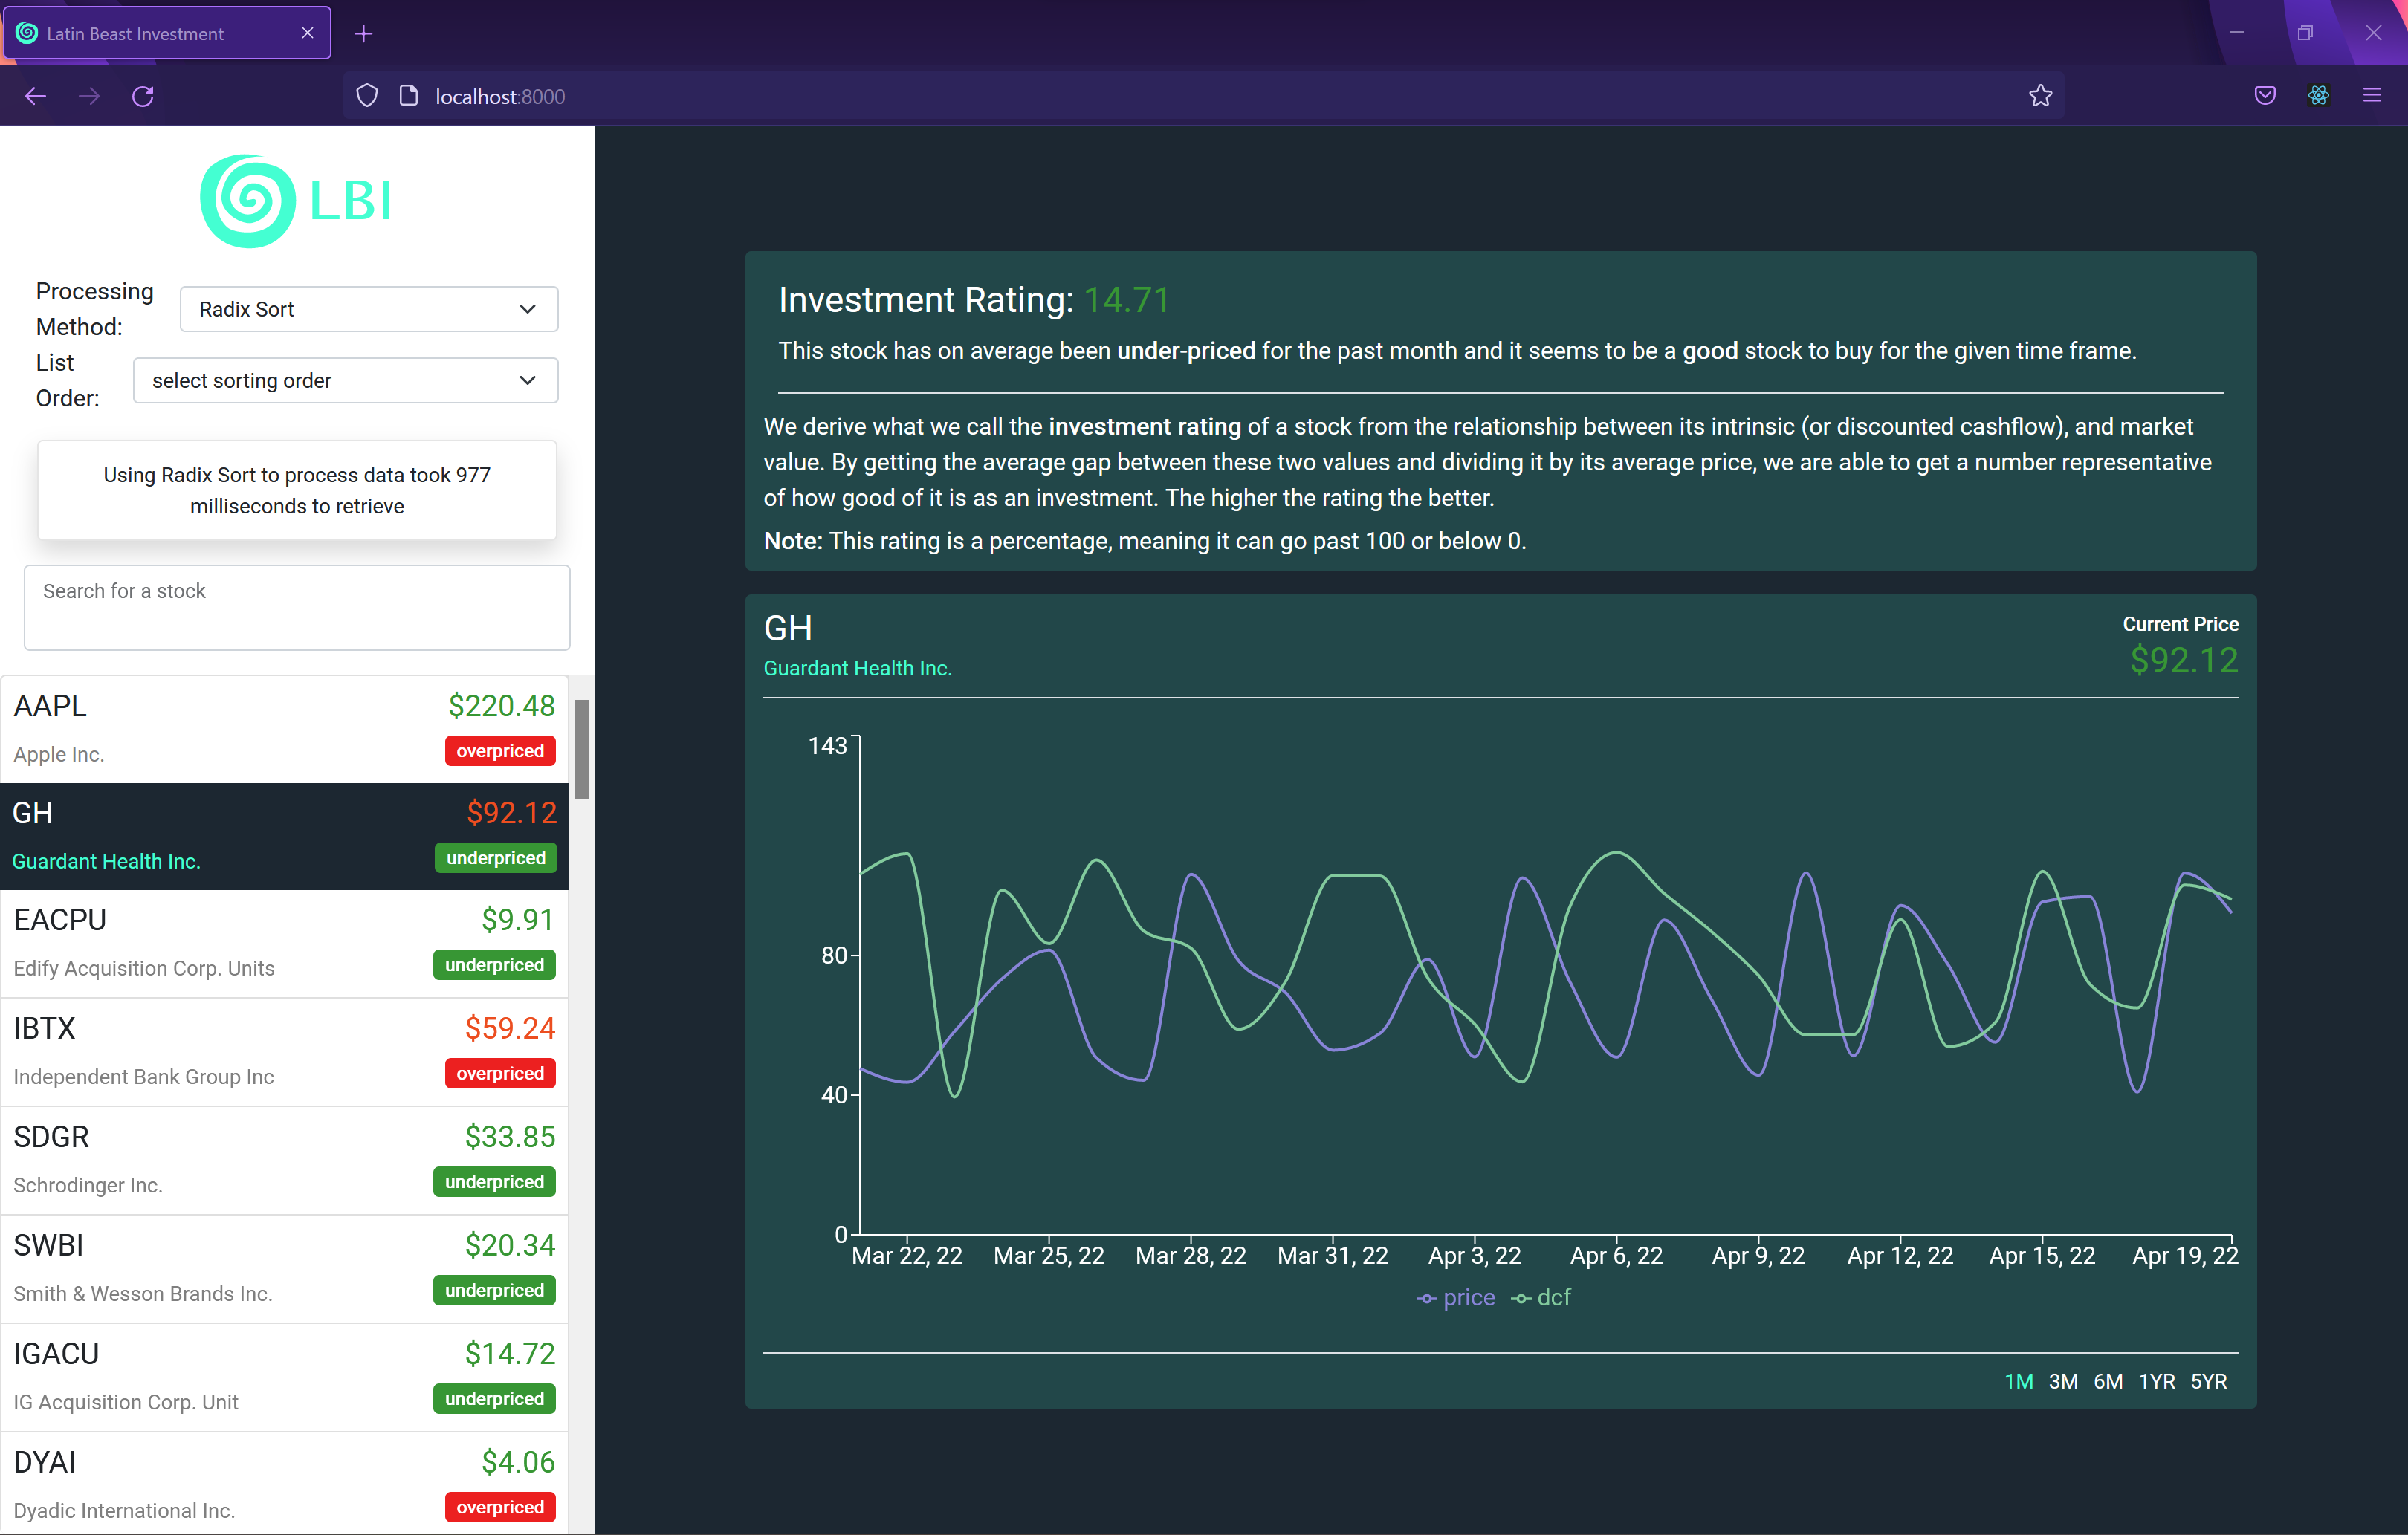 Latin Beast Investment
localhost:8000
LBI
Processing
Method:
Radix Sort
List
Order:
select sorting order
Using Radix Sort to process data took 977
milliseconds to retrieve
Search for a stock
AAPL $220.48
Apple Inc. overpriced
GH $92.12
Guardant Health Inc. underpriced
EACPU $9.91
Edify Acquisition Corp. Units underpriced
IBTX $59.24
Independent Bank Group Inc overpriced
SDGR $33.85
Schrodinger Inc. underpriced
SWBI $20.34
Smith & Wesson Brands Inc. underpriced
IGACU $14.72
IG Acquisition Corp. Unit underpriced
DYAI $4.06
Dyadic International Inc. overpriced
Investment Rating: 14.71
This stock has on average been under-priced for the past month and it seems to be a good stock to buy for the given time frame.
We derive what we call the investment rating of a stock from the relationship between its intrinsic (or discounted cashflow), and market
value. By getting the average gap between these two values and dividing it by its average price, we are able to get a number representative
of how good of it is as an investment. The higher the rating the better.
Note: This rating is a percentage, meaning it can go past 100 or below 0.
GH
Guardant Health Inc.
Current Price
$92.12
143
80
40
0
Mar 22, 22 Mar 25, 22 Mar 28, 22 Mar 31, 22 Apr 3, 22 Apr 6, 22 Apr 9, 22 Apr 12, 22 Apr 15, 22 Apr 19, 22
price dcf
1M 3M 6M 1YR 5YR